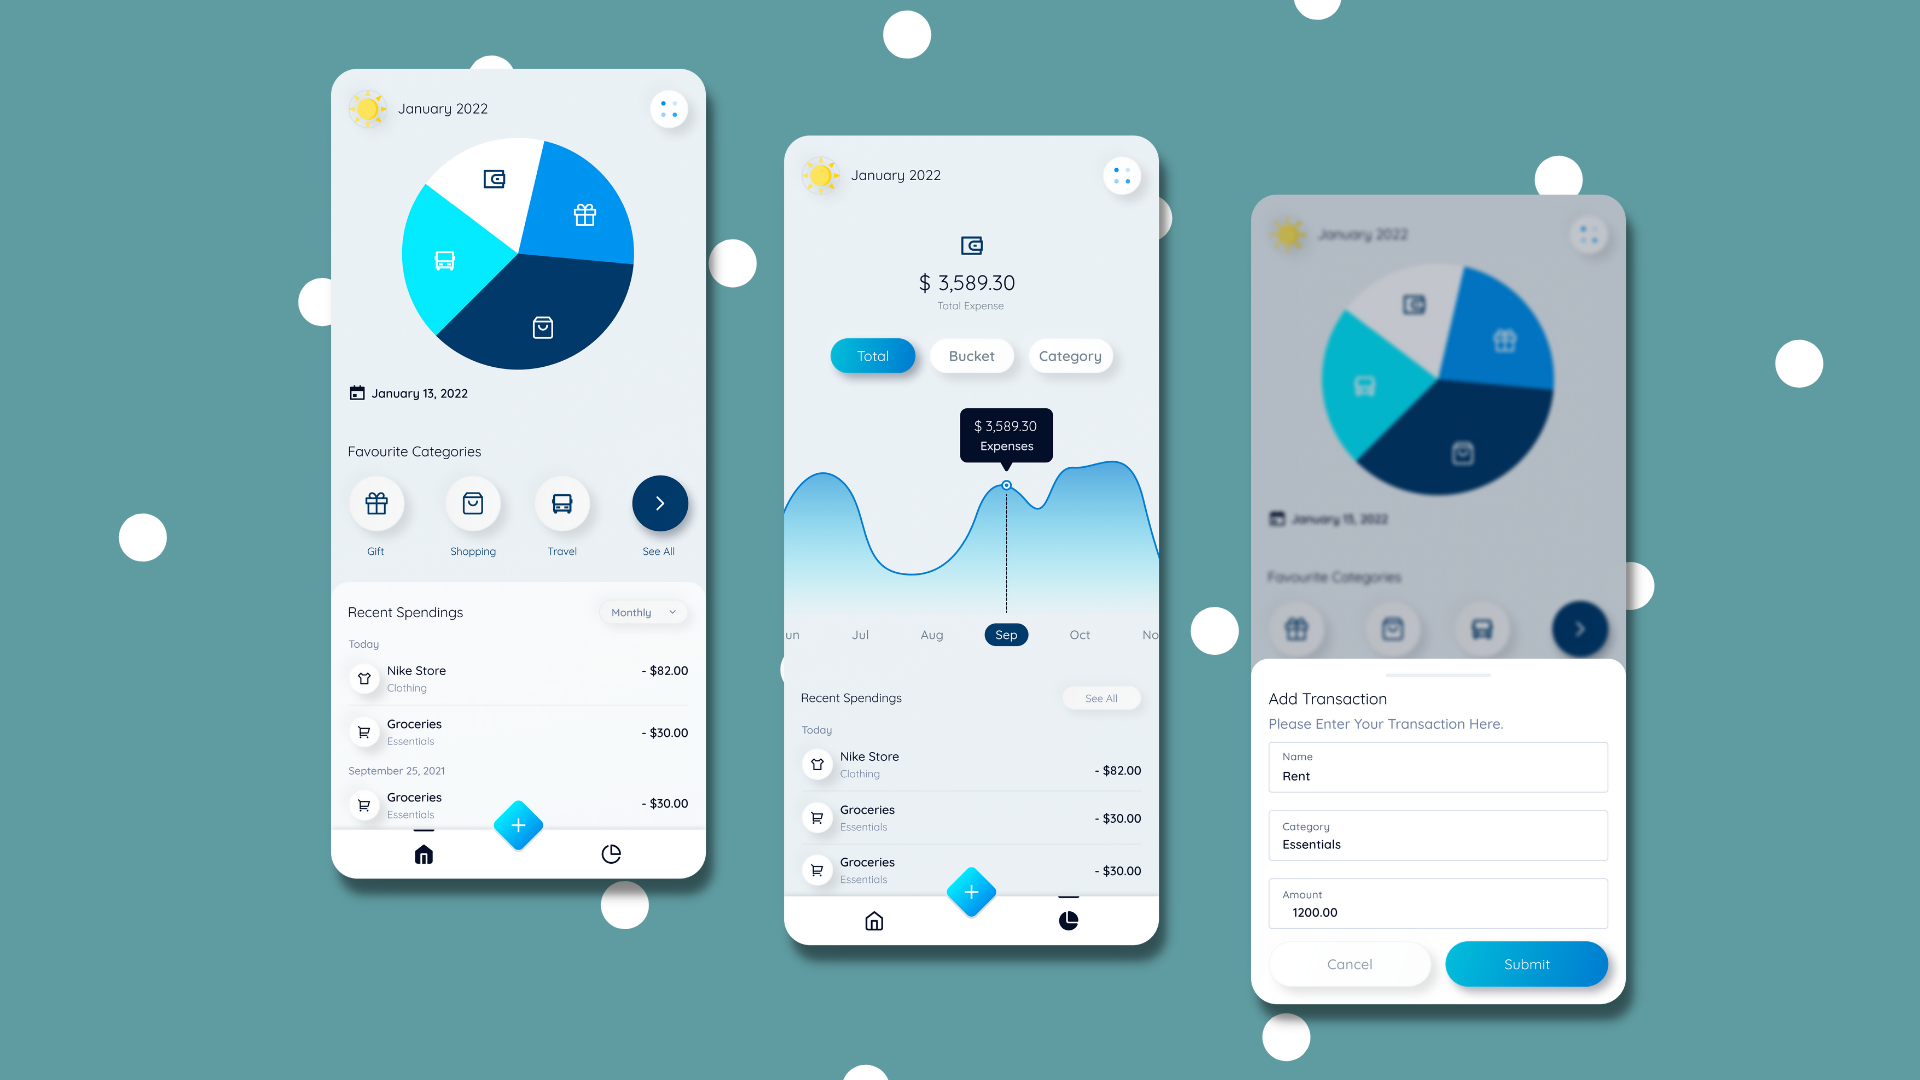 January 2022
January 13, 2022
Favourite Categories
Gift
Shopping
Travel
See All
Recent Spendings
Monthly
Today
Nike Store
- $82.00
Clothing
Groceries
- $30.00
Essentials
September 25, 2021
Groceries
- $30.00
Essentials
January 2022
$ 3,589.30
Total Expense
Total
Bucket
Category
$ 3,589.30
Expenses
un
Jul
Aug
Sep
Oct
No
Recent Spendings
See All
Today
Nike Store
Clothing
- $82.00
Groceries
- $30.00
Essentials
Groceries
- $30.00
Essentials
January 2022
January 13, 2022
Favourite Categories
Add Transaction
Please Enter Your Transaction Here.
Name
Rent
Category
Essentials
Amount
1200.00
Cancel
Submit